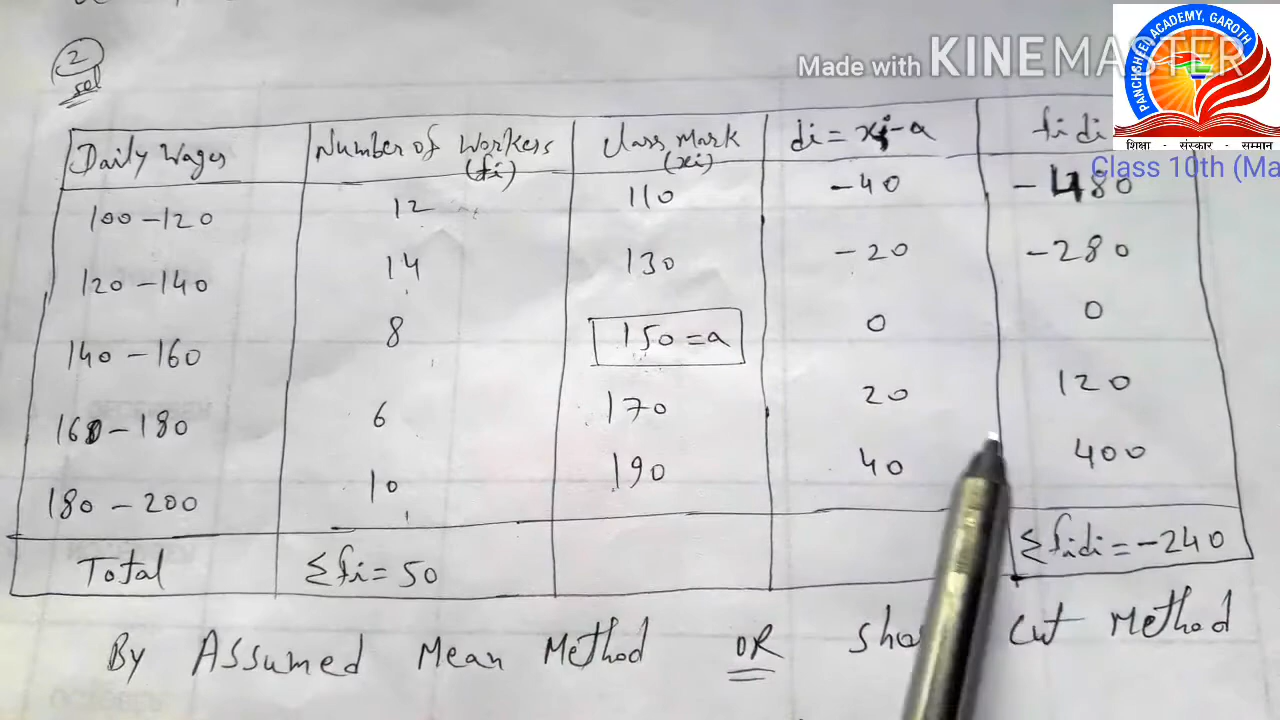 2
sol
Made with KINEMASTER
PANCHSHEEL ACADEMY, GAROTH
शिक्षा - संस्कार - सम्मान
Class 10th (Ma
Daily Wages Number of Workers (fi) Class Mark (xi) di = xi - a fidi
100 - 120 12 110 - 40 - 480
120 - 140 14 130 - 20 - 280
140 - 160 8 150 = a 0 0
160 - 180 6 170 20 120
180 - 200 10 190 40 400
Total Σfi = 50 Σfidi = - 240
By Assumed Mean Method OR Cut Method